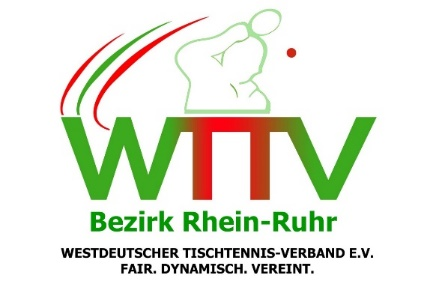 WTTV
Bezirk Rhein-Ruhr
WESTDEUTSCHER TISCHTENNIS-VERBAND E.V.
FAIR. DYNAMISCH. VEREINT.